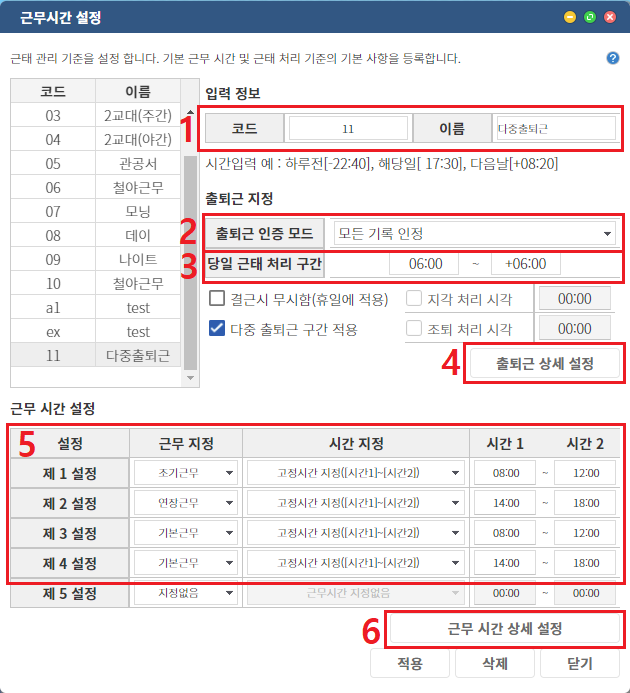 근무시간 설정
근태 관리 기준을 설정 합니다. 기본 근무 시간 및 근태 처리 기준의 기본 사항을 등록합니다.
?
코드 이름
03 2교대(주간)
04 2교대(야간)
05 관공서
06 철야근무
07 모닝
08 데이
09 나이트
10 철야근무
a1 test
ex test
11 다중출퇴근
입력 정보
1 코드 11 이름 다중출퇴근
시간입력 예 : 하루전[-22:40], 해당일[ 17:30], 다음날[+08:20]
출퇴근 지정
2 출퇴근 인증 모드 모든 기록 인정
3 당일 근태 처리 구간 06:00 ~ +06:00
결근시 무시함(휴일에 적용) 지각 처리 시각 00:00
다중 출퇴근 구간 적용 조퇴 처리 시각 00:00
4 출퇴근 상세 설정
근무 시간 설정
5 설정 근무 지정 시간 지정 시간 1 시간 2
제 1 설정 조기근무 고정시간 지정([시간1]~[시간2]) 08:00 ~ 12:00
제 2 설정 연장근무 고정시간 지정([시간1]~[시간2]) 14:00 ~ 18:00
제 3 설정 기본근무 고정시간 지정([시간1]~[시간2]) 08:00 ~ 12:00
제 4 설정 기본근무 고정시간 지정([시간1]~[시간2]) 14:00 ~ 18:00
제 5 설정 지정없음 근무시간 지정없음 00:00 ~ 00:00
6 근무 시간 상세 설정
적용 삭제 닫기